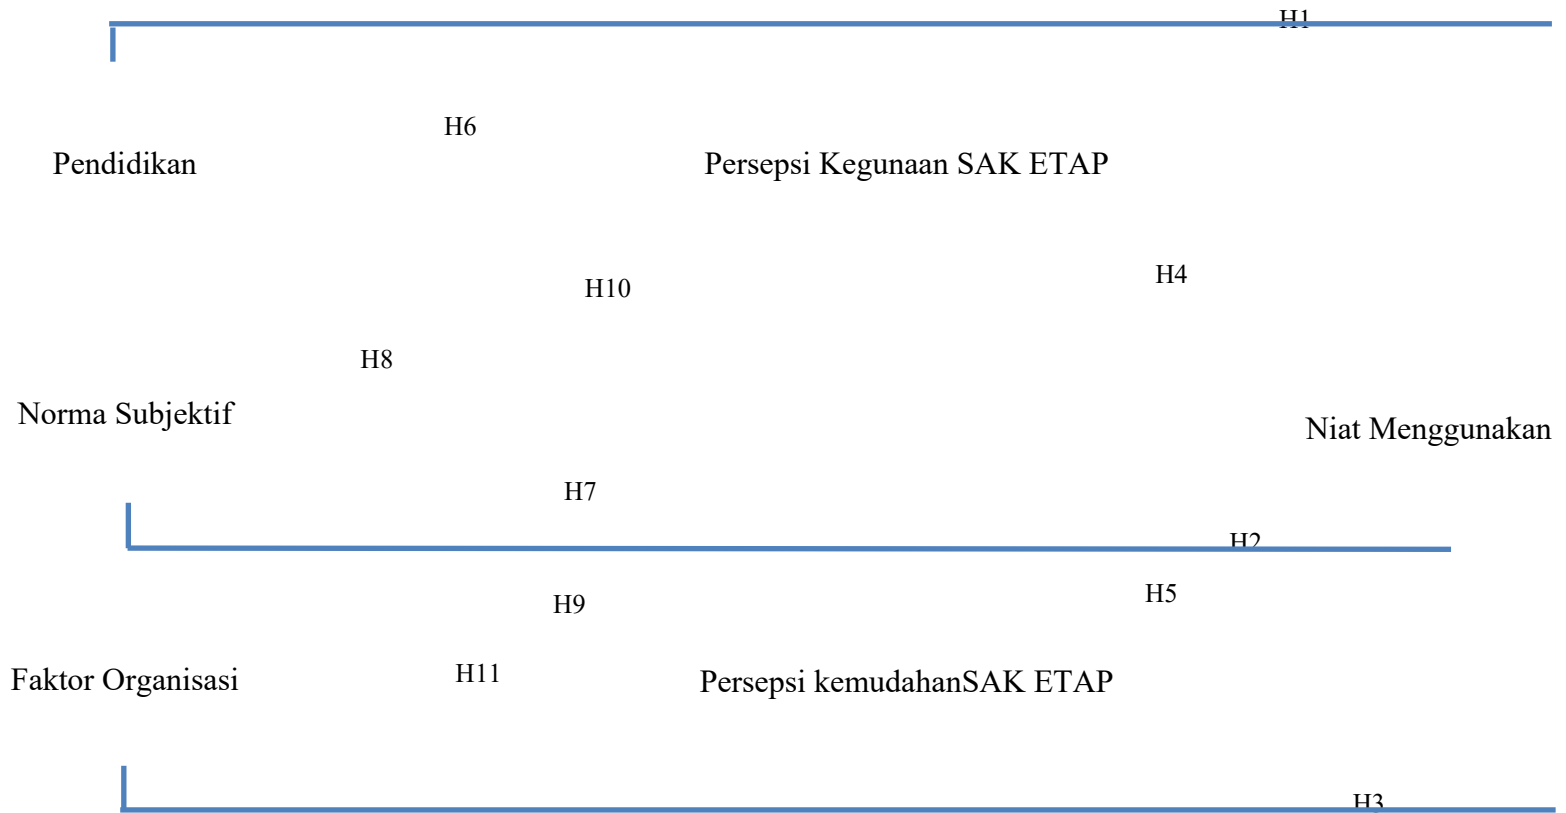 H1
H6
Pendidikan
Persepsi Kegunaan SAK ETAP
H4
H10
H8
Norma Subjektif
Niat Menggunakan
H7
H2
H5
H9
Faktor Organisasi
H11
Persepsi kemudahanSAK ETAP
H3